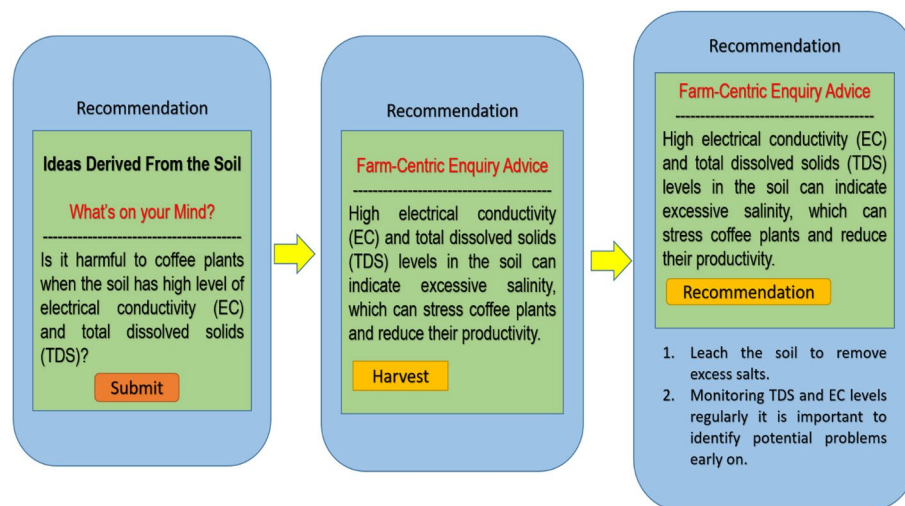 Recommendation
Ideas Derived From the Soil
What's on your Mind?
----------------------------------------
Is it harmful to coffee plants
when the soil has high level of
electrical conductivity (EC)
and total dissolved solids
(TDS)?
Submit
Recommendation
Farm-Centric Enquiry Advice
----------------------------------------
High electrical conductivity
(EC) and total dissolved solids
(TDS) levels in the soil can
indicate excessive salinity,
which can stress coffee plants
and reduce their productivity.
Harvest
Recommendation
Farm-Centric Enquiry Advice
----------------------------------------
High electrical conductivity (EC)
and total dissolved solids (TDS)
levels in the soil can indicate
excessive salinity, which can
stress coffee plants and reduce
their productivity.
Recommendation
1. Leach the soil to remove
excess salts.
2. Monitoring TDS and EC levels
regularly it is important to
identify potential problems
early on.